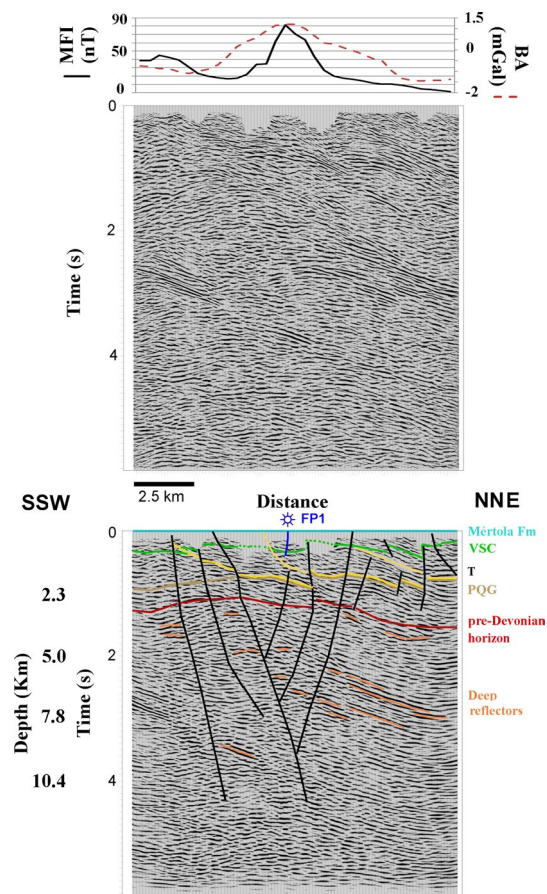 90
50
0
MFI
(nT)
1.5
0
-2
BA
(mGal)
0
2
4
Time (s)
2.5 km
SSW
Distance
NNE
FP1
0
2
4
Mértola Fm
VSC
T
PQG
pre-Devonian
horizon
Deep
reflectors
2.3
5.0
7.8
10.4
Depth (Km)
Time (s)